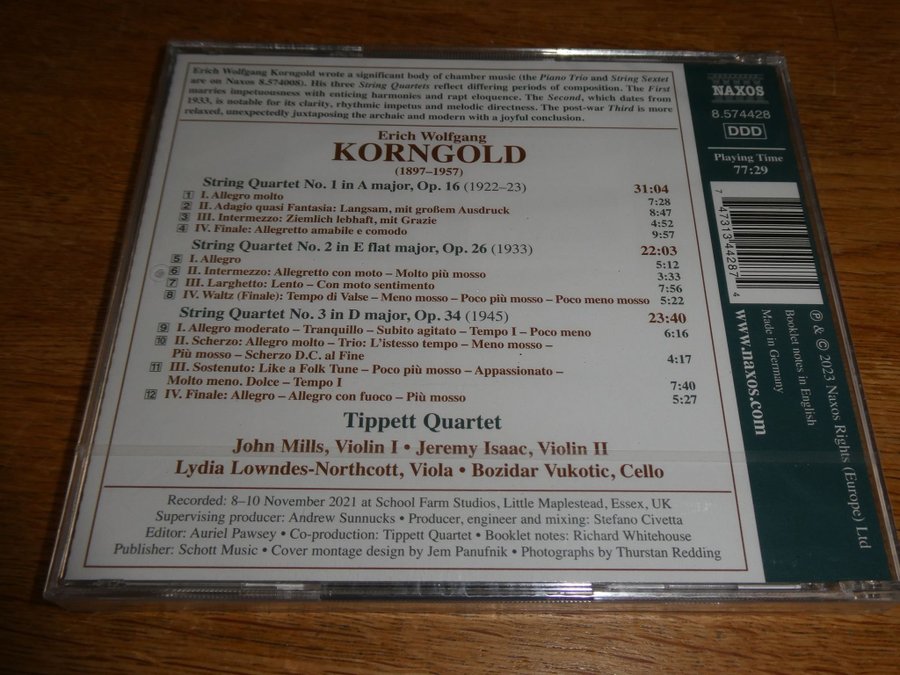 Erich Wolfgang Korngold wrote a significant body of chamber music (the Piano Trio and String Sextet
are on Naxos 8.574008). His three String Quartets reflect differing periods of composition. The First
marries impetuousness with enticing harmonies and rapt eloquence. The Second, which dates from
1933, is notable for its clarity, rhythmic impetus and melodic directness. The post-war Third is more
relaxed, unexpectedly juxtaposing the archaic and modern with a joyful conclusion.
Erich Wolfgang
KORNGOLD
(1897–1957)
String Quartet No. 1 in A major, Op. 16 (1922–23) 31:04
1 I. Allegro molto 7:28
2 II. Adagio quasi Fantasia: Langsam, mit großem Ausdruck 8:47
3 III. Intermezzo: Ziemlich lebhaft, mit Grazie 4:52
4 IV. Finale: Allegretto amabile e comodo 9:57
String Quartet No. 2 in E flat major, Op. 26 (1933) 22:03
5 I. Allegro 5:12
6 II. Intermezzo: Allegretto con moto – Molto più mosso 3:33
7 III. Larghetto: Lento – Con moto sentimento 7:56
8 IV. Waltz (Finale): Tempo di Valse – Meno mosso – Poco più mosso – Poco meno mosso 5:22
String Quartet No. 3 in D major, Op. 34 (1945) 23:40
9 I. Allegro moderato – Tranquillo – Subito agitato – Tempo I – Poco meno 6:16
10 II. Scherzo: Allegro molto – Trio: L'istesso tempo – Meno mosso –
Più mosso – Scherzo D.C. al Fine 4:17
11 III. Sostenuto: Like a Folk Tune – Poco più mosso – Appassionato –
Molto meno. Dolce – Tempo I 7:40
12 IV. Finale: Allegro – Allegro con fuoco – Più mosso 5:27
Tippett Quartet
John Mills, Violin I • Jeremy Isaac, Violin II
Lydia Lowndes-Northcott, Viola • Bozidar Vukotic, Cello
Recorded: 8–10 November 2021 at School Farm Studios, Little Maplestead, Essex, UK
Supervising producer: Andrew Sunnucks • Producer, engineer and mixing: Stefano Civetta
Editor: Auriel Pawsey • Co-production: Tippett Quartet • Booklet notes: Richard Whitehouse
Publisher: Schott Music • Cover montage design by Jem Panufnik • Photographs by Thurstan Redding
NAXOS
8.574428
DDD
Playing Time
77:29
7 47313 44287 4
℗ & © 2023 Naxos Rights (Europe) Ltd
Booklet notes in English
Made in Germany
www.naxos.com